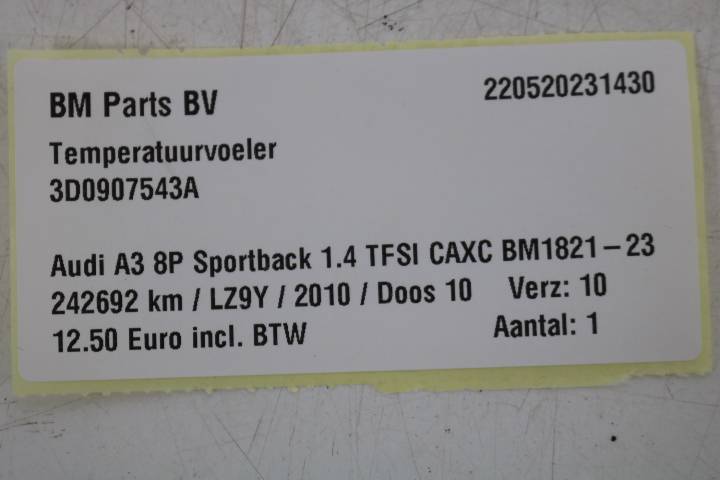 BM Parts BV 220520231430
Temperatuurvoeler
3D0907543A
Audi A3 8P Sportback 1.4 TFSI CAXC BM1821-23
242692 km / LZ9Y / 2010 / Doos 10 Verz: 10
12.50 Euro incl. BTW Aantal: 1